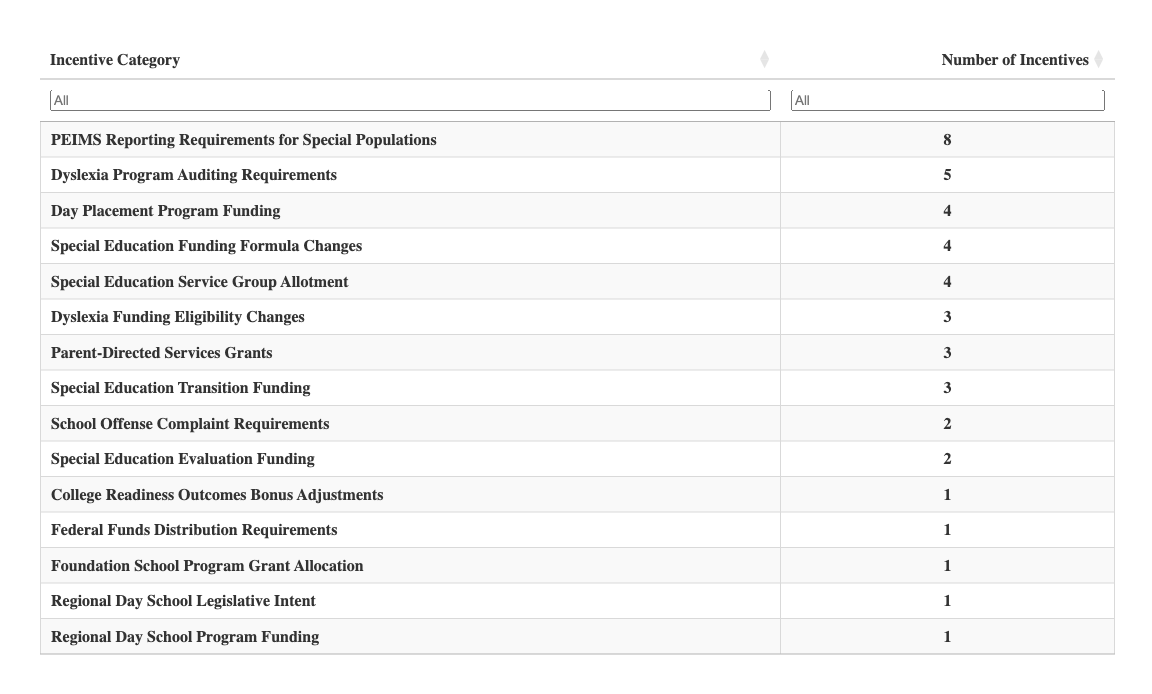 Incentive Category Number of Incentives
All All
PEIMS Reporting Requirements for Special Populations 8
Dyslexia Program Auditing Requirements 5
Day Placement Program Funding 4
Special Education Funding Formula Changes 4
Special Education Service Group Allotment 4
Dyslexia Funding Eligibility Changes 3
Parent-Directed Services Grants 3
Special Education Transition Funding 3
School Offense Complaint Requirements 2
Special Education Evaluation Funding 2
College Readiness Outcomes Bonus Adjustments 1
Federal Funds Distribution Requirements 1
Foundation School Program Grant Allocation 1
Regional Day School Legislative Intent 1
Regional Day School Program Funding 1